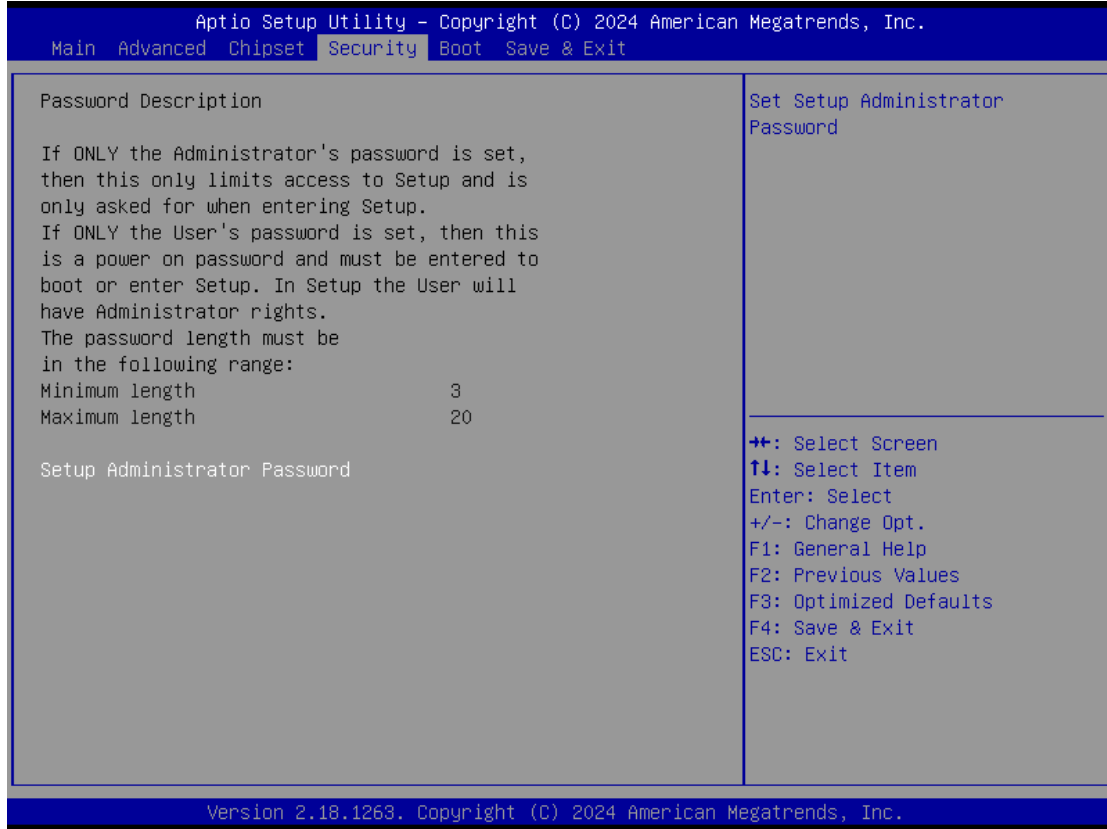 Aptio Setup Utility – Copyright (C) 2024 American Megatrends, Inc.
Main Advanced Chipset Security Boot Save & Exit
Password Description
If ONLY the Administrator's password is set,
then this only limits access to Setup and is
only asked for when entering Setup.
If ONLY the User's password is set, then this
is a power on password and must be entered to
boot or enter Setup. In Setup the User will
have Administrator rights.
The password length must be
in the following range:
Minimum length 3
Maximum length 20
Setup Administrator Password
Set Setup Administrator
Password
→←: Select Screen
↑↓: Select Item
Enter: Select
+/-: Change Opt.
F1: General Help
F2: Previous Values
F3: Optimized Defaults
F4: Save & Exit
ESC: Exit
Version 2.18.1263. Copyright (C) 2024 American Megatrends, Inc.